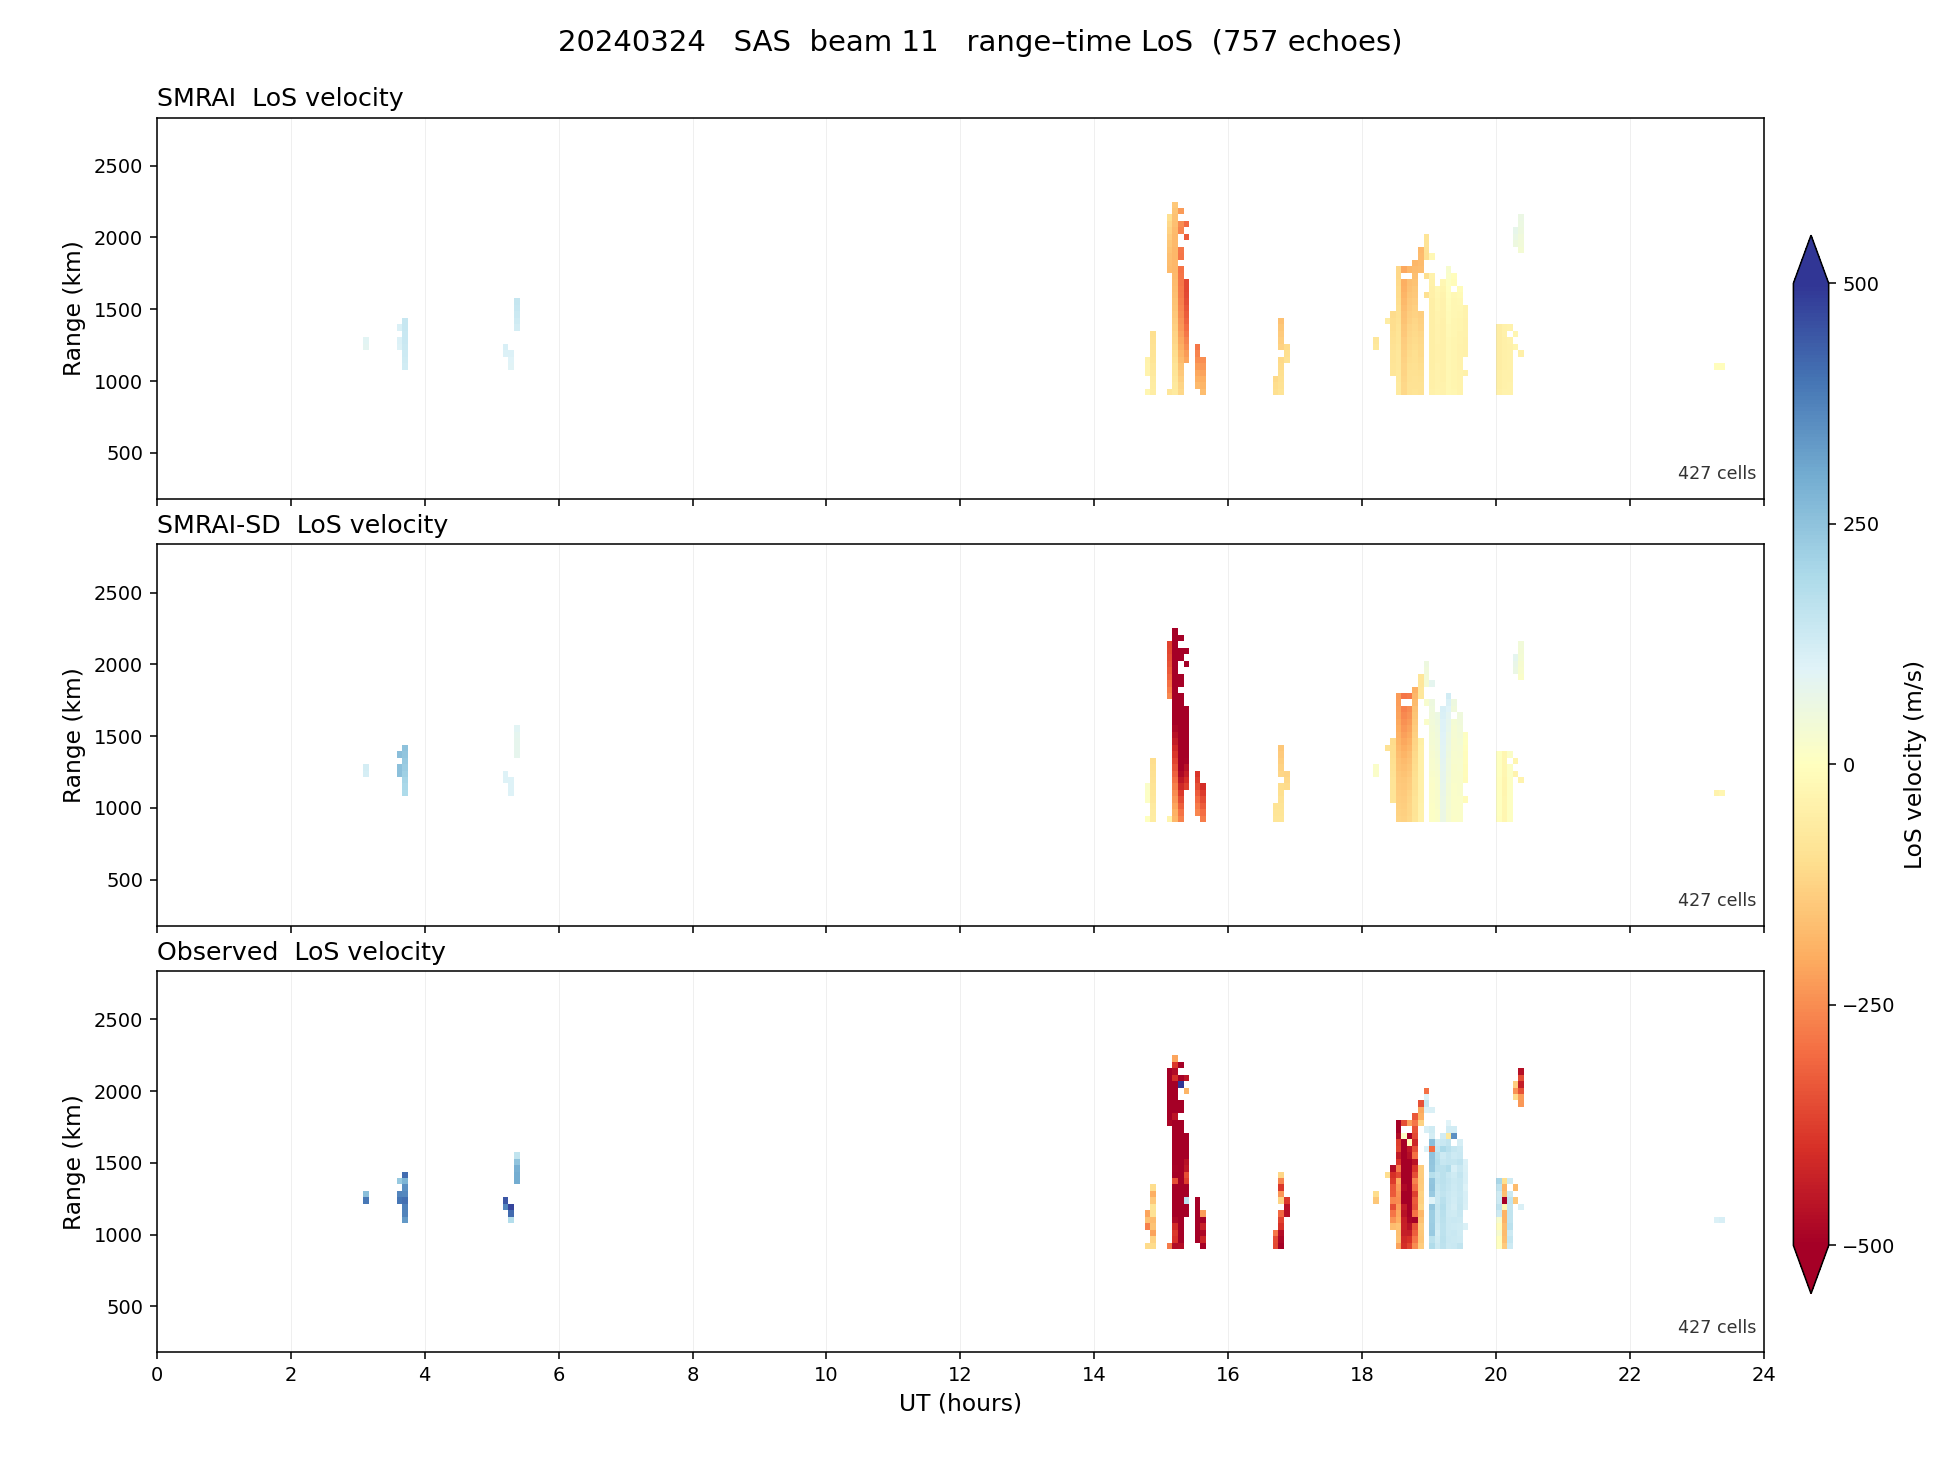 20240324 SAS beam 11 range–time LoS (757 echoes)
SMRAI LoS velocity
2500
2000
1500
1000
500
Range (km)
427 cells
SMRAI-SD LoS velocity
2500
2000
1500
1000
500
Range (km)
427 cells
Observed LoS velocity
2500
2000
1500
1000
500
Range (km)
427 cells
0 2 4 6 8 10 12 14 16 18 20 22 24
UT (hours)
500
250
0
−250
−500
LoS velocity (m/s)